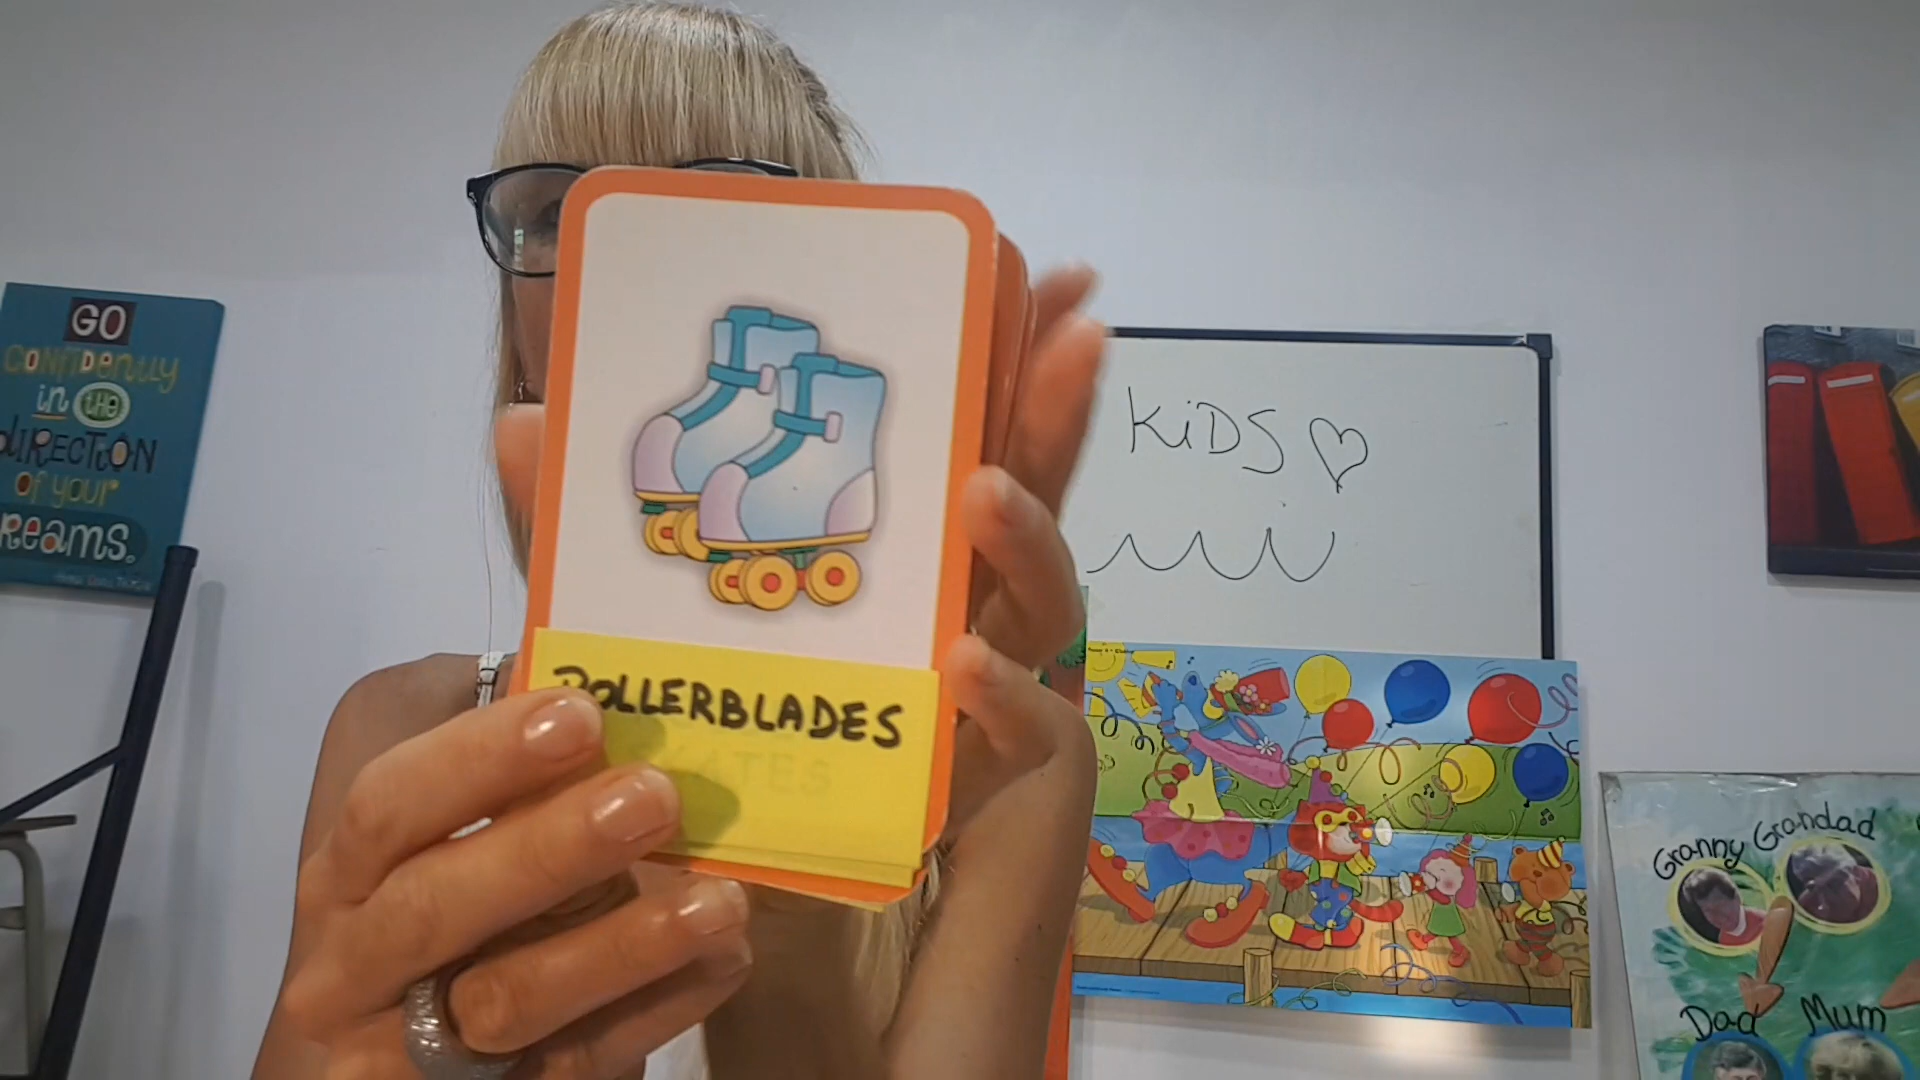 GO
CONFIDENTLY
in the
diRECTION
of your
ReAMS.
ROLLERBLADES
KiDS
Granny Grandad
Dad Mum